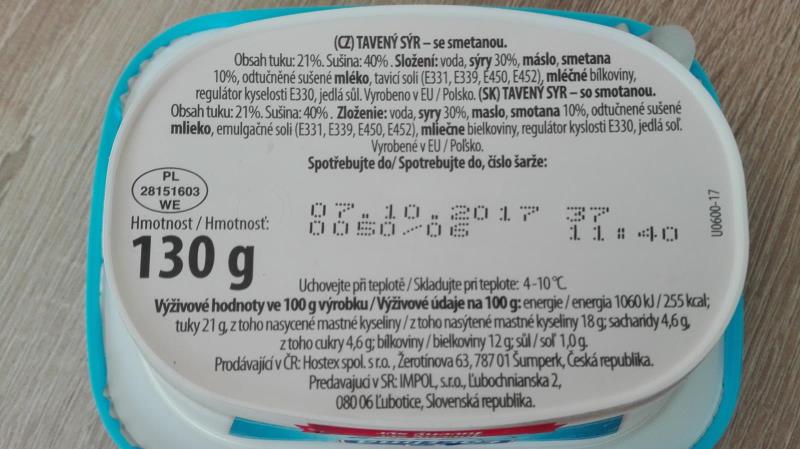 (CZ) TAVENÝ SÝR – se smetanou.
Obsah tuku: 21%. Sušina: 40% . Složení: voda, sýry 30%, máslo, smetana
10%, odtučněné sušené mléko, tavicí soli (E331, E339, E450, E452), mléčné bílkoviny,
regulátor kyselosti E330, jedlá sůl. Vyrobeno v EU / Polsko. (SK) TAVENÝ SYR – so smotanou.
Obsah tuku: 21%. Sušina: 40% . Zloženie: voda, syry 30%, maslo, smotana 10%, odtučnené sušené
mlieko, emulgačné soli (E331, E339, E450, E452), mliečne bielkoviny, regulátor kyslosti E330, jedlá soľ.
Vyrobené v EU / Poľsko.
Spotřebujte do/ Spotrebujte do, číslo šarže:
PL
28151603
WE
07.10.2017 37
0050/06 11:40
U0600-17
Hmotnost / Hmotnosť:
130 g
Uchovejte při teplotě / Skladujte pri teplote: 4-10°C
Výživové hodnoty ve 100 g výrobku / Výživové údaje na 100 g: energie / energia 1060 kJ / 255 kcal;
tuky 21 g, z toho nasycené mastné kyseliny / z toho nasýtené mastné kyseliny 18 g; sacharidy 4,6 g,
z toho cukry 4,6 g; bílkoviny / bielkoviny 12 g; sůl / soľ 1,0 g.
Prodávající v ČR: Hostex spol. s r.o. , Žerotínova 63, 787 01 Šumperk, Česká republika.
Predavajuci v SR: IMPOL, s.r.o., Ľubochnianska 2,
080 06 Ľubotice, Slovenská republika.